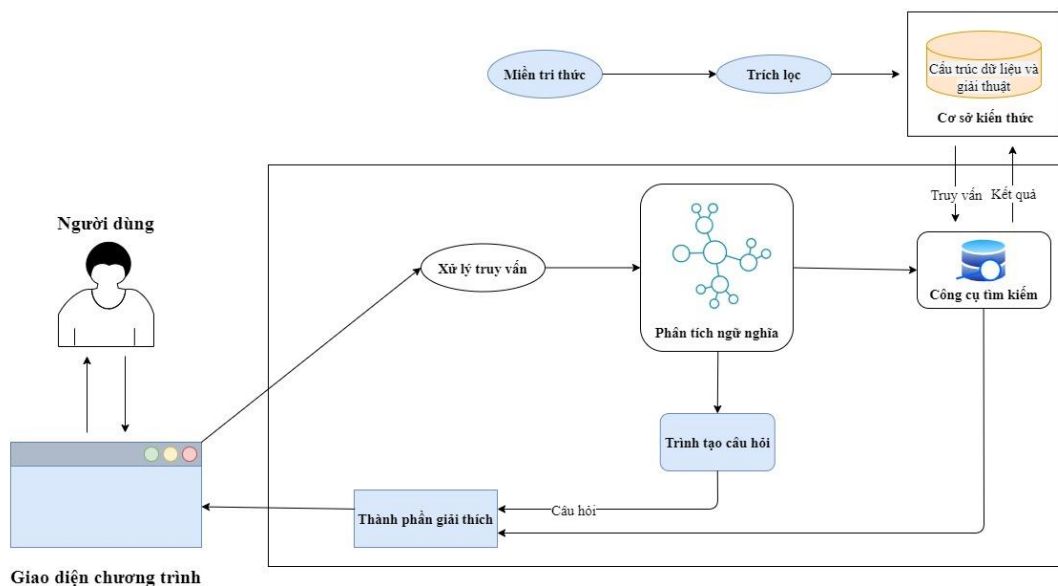 Miền tri thức
Trích lọc
Cấu trúc dữ liệu và
giải thuật
Cơ sở kiến thức
Truy vấn
Kết quả
Người dùng
Xử lý truy vấn
Phân tích ngữ nghĩa
Công cụ tìm kiếm
Trình tạo câu hỏi
Câu hỏi
Thành phần giải thích
Giao diện chương trình